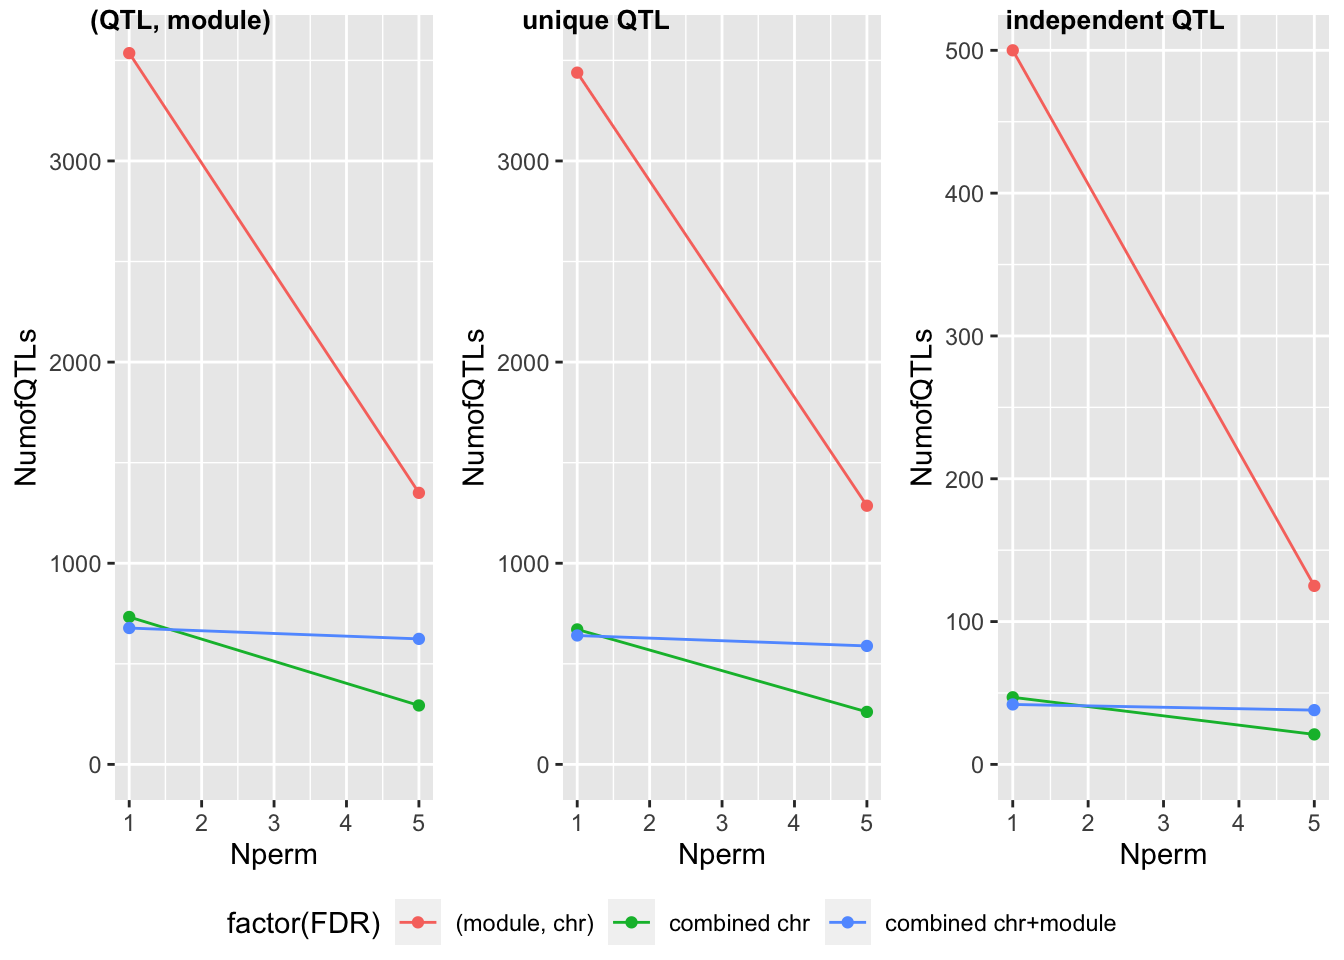 (QTL, module)
NumofQTLs
3000
2000
1000
0
1 2 3 4 5
Nperm
unique QTL
NumofQTLs
3000
2000
1000
0
1 2 3 4 5
Nperm
independent QTL
NumofQTLs
500
400
300
200
100
0
1 2 3 4 5
Nperm
factor(FDR) (module, chr) combined chr combined chr+module